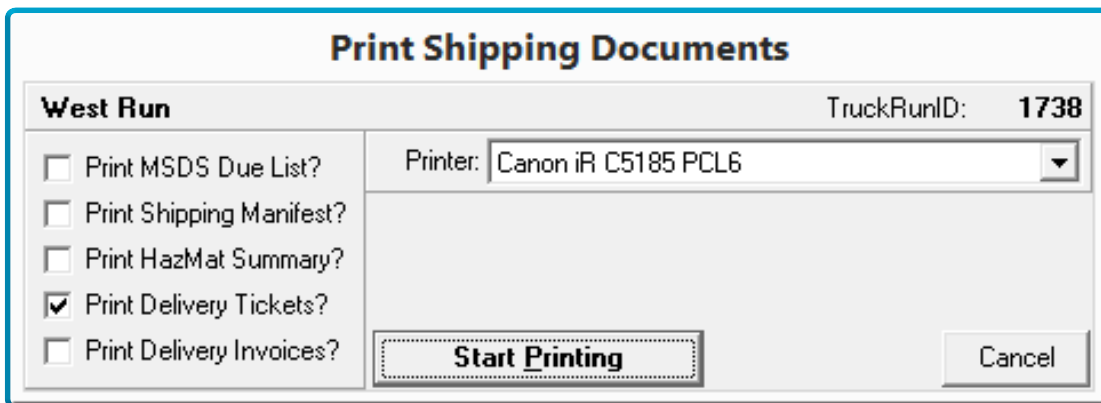 Print Shipping Documents
West Run TruckRunID: 1738
Print MSDS Due List?
Printer: Canon iR C5185 PCL6
Print Shipping Manifest?
Print HazMat Summary?
Print Delivery Tickets?
Print Delivery Invoices?
Start Printing
Cancel